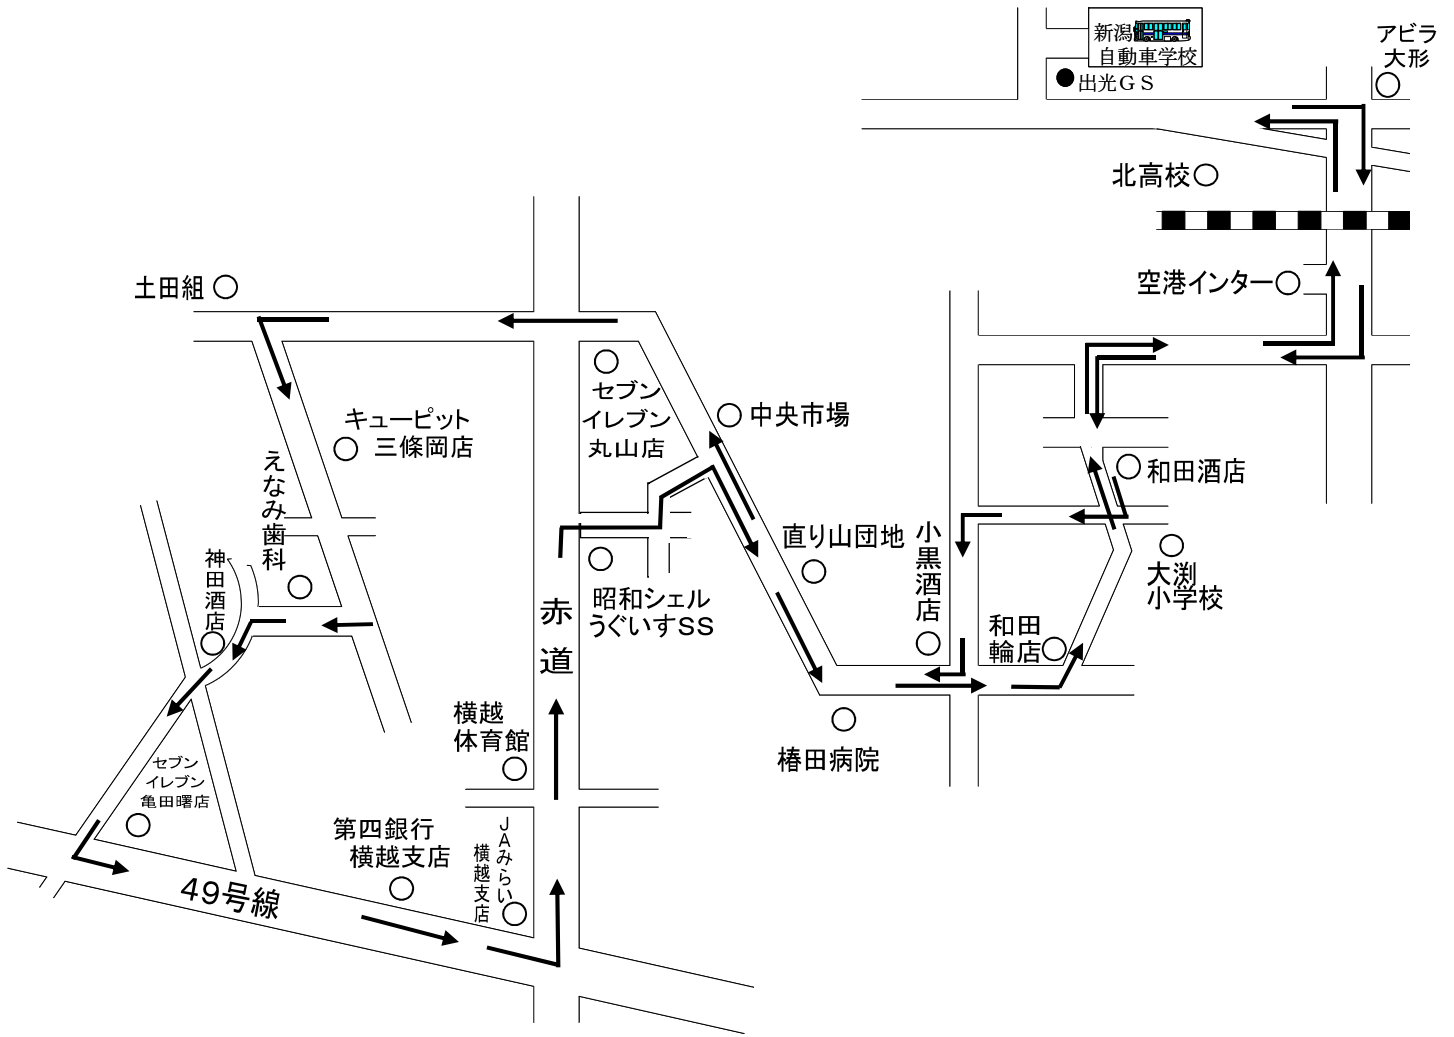 新潟
自動車学校
出光ＧＳ
アピラ
大形
北高校
空港インター
土田組
セブン
イレブン
丸山店
キューピット
三條岡店
中央市場
えなみ歯科
和田酒店
直り山団地
小黒酒店
大渕
小学校
神田酒店
昭和シェル
うぐいすSS
赤道
和田
輪店
横越
体育館
椿田病院
セブン
イレブン
亀田曙店
第四銀行
横越支店
JAみらい
横越支店
49号線